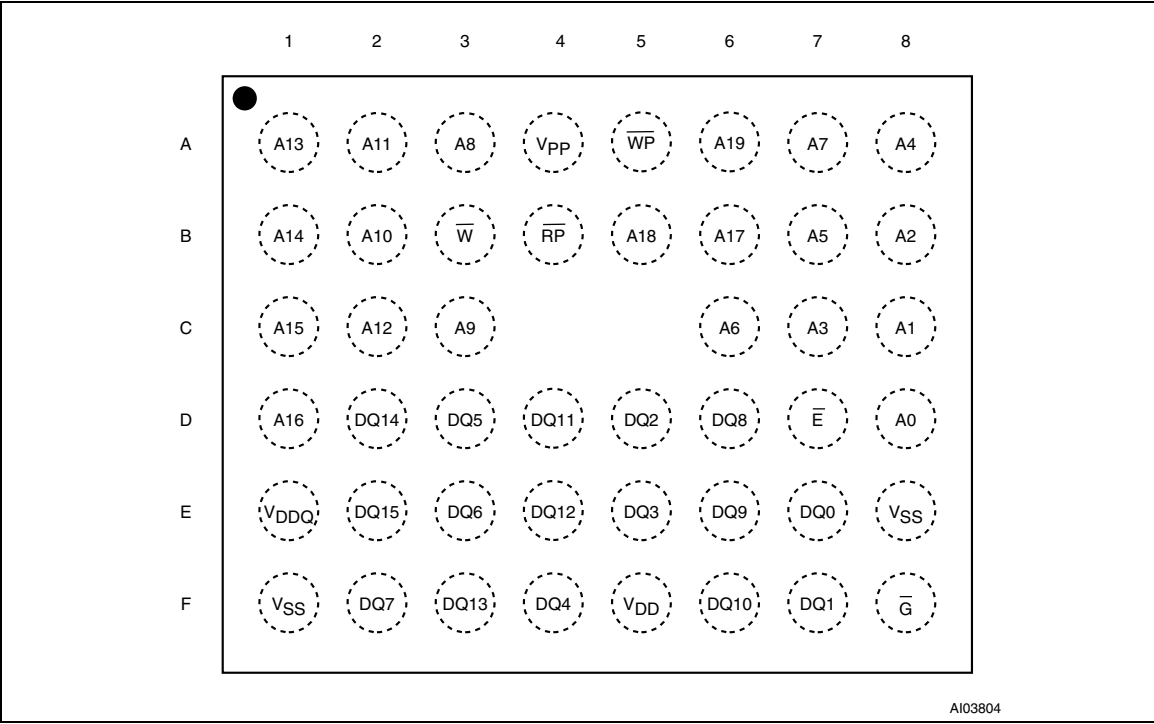 1 2 3 4 5 6 7 8
A A13 A11 A8 VPP W̅P̅ A19 A7 A4
B A14 A10 W̅ R̅P̅ A18 A17 A5 A2
C A15 A12 A9 A6 A3 A1
D A16 DQ14 DQ5 DQ11 DQ2 DQ8 E̅ A0
E VDDQ DQ15 DQ6 DQ12 DQ3 DQ9 DQ0 VSS
F VSS DQ7 DQ13 DQ4 VDD DQ10 DQ1 G̅
AI03804